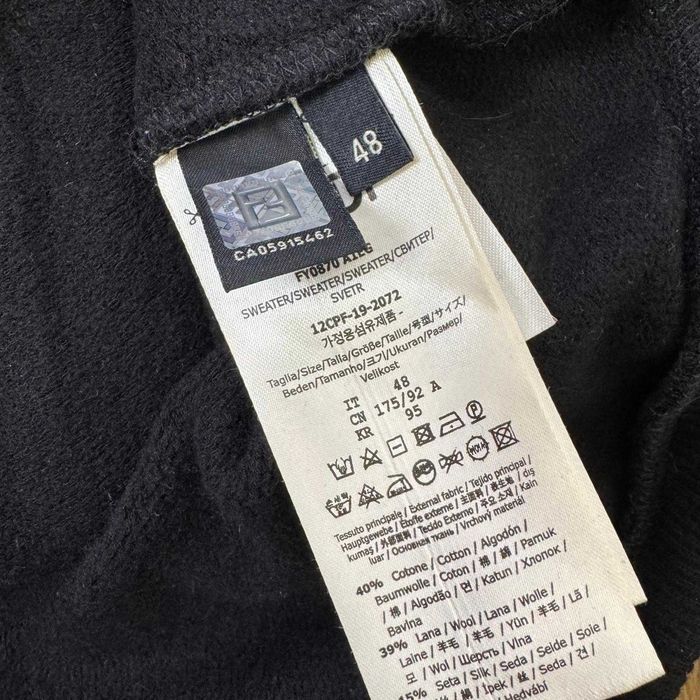 48
CA05915462
FY0870 A1EG
SWEATER/SWEATER/SWEATER/СВИТЕР/
SVETR
12CPF-19-2072
가정용섬유제품 -
Taglia/Size/Talla/Größe/Taille/号型/サイズ/
Beden/Tamanho/크기/Ukuran/Размер/
Velikost
IT 48
CN 175/92 A
KR 95
Tessuto principale / External fabric / Tejido principal /
Hauptgewebe / Étoffe externe / 主面料 / 表生地 / dış
kumaş / 外部面料 / Tecido Externo / 주요 소재 / Kain
luar / Основная ткань / Vrchový materiál
40% Cotone / Cotton / Algodón /
Baumwolle / Coton / 棉 / 綿 / Pamuk
/ 棉 / Algodão / 면 / Katun / Хлопок /
Bavlna
39% Lana / Wool / Lana / Wolle /
Laine / 羊毛 / 羊毛 / Yün / 羊毛 / Lã /
모 / Wol / Шерсть / Vlna
15% Seta / Silk / Seda / Seide / Soie /